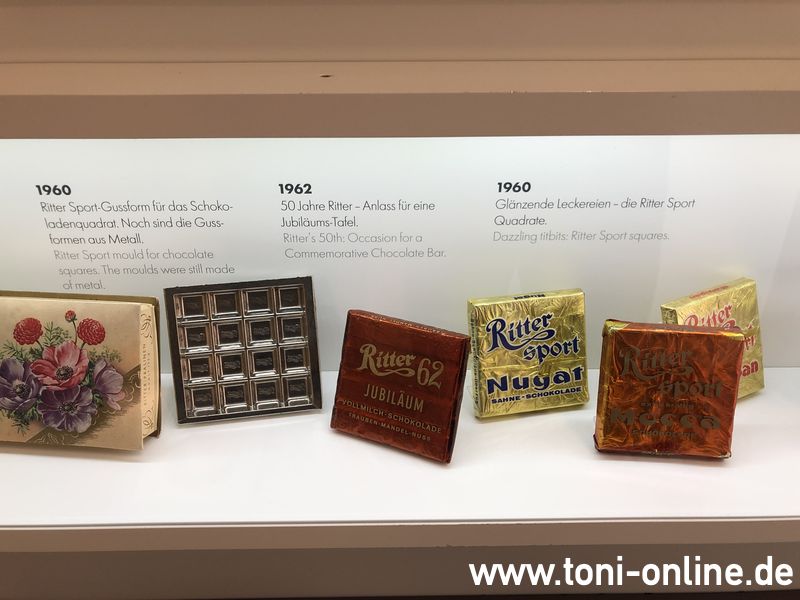 1960
Ritter Sport-Gussform für das Schoko-
ladenquadrat. Noch sind die Guss-
formen aus Metall.
Ritter Sport mould for chocolate
squares. The moulds were still made
of metal.
1962
50 Jahre Ritter – Anlass für eine
Jubiläums-Tafel.
Ritter's 50th: Occasion for a
Commemorative Chocolate Bar.
1960
Glänzende Leckereien – die Ritter Sport
Quadrate.
Dazzling titbits: Ritter Sport squares.
Ritter 62
JUBILÄUM
VOLLMILCH-SCHOKOLADE
TRAUBEN-MANDEL-NUSS
Ritter
sport
Nugat
SAHNE-SCHOKOLADE
Ritter
sport
Mocca
www.toni-online.de